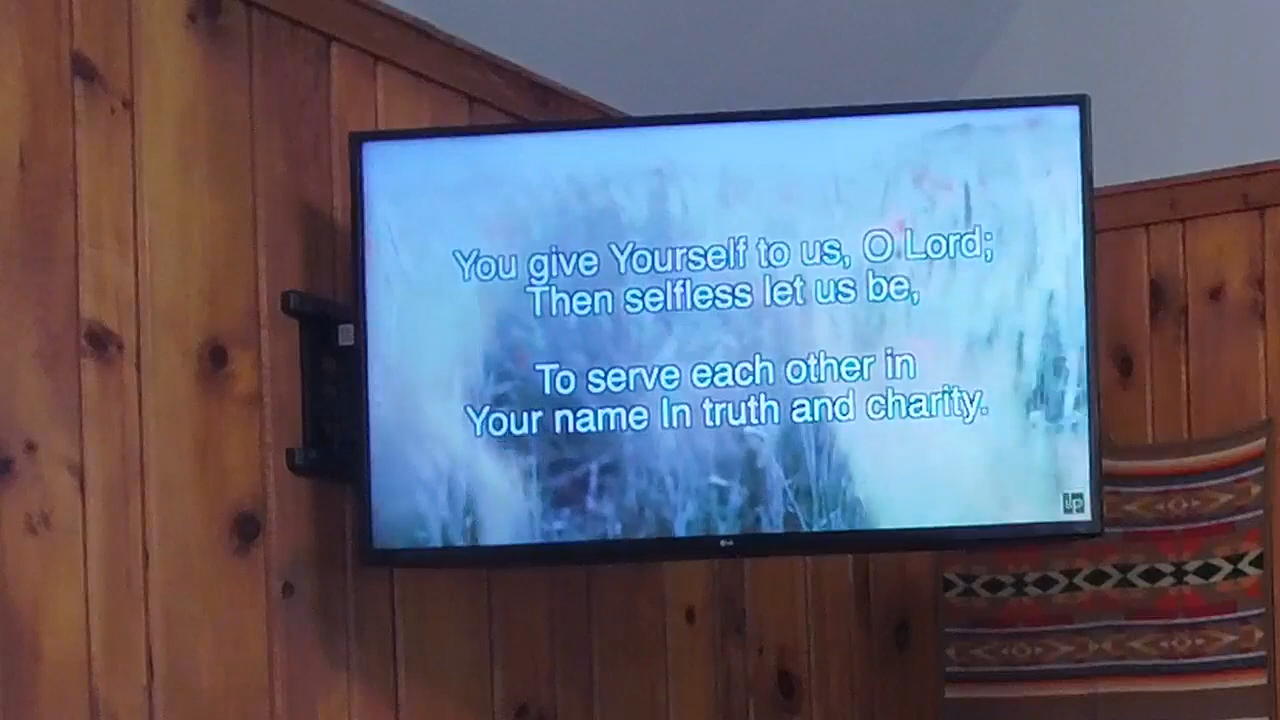 You give Yourself to us, O Lord;
Then selfless let us be,
To serve each other in
Your name In truth and charity.
LG